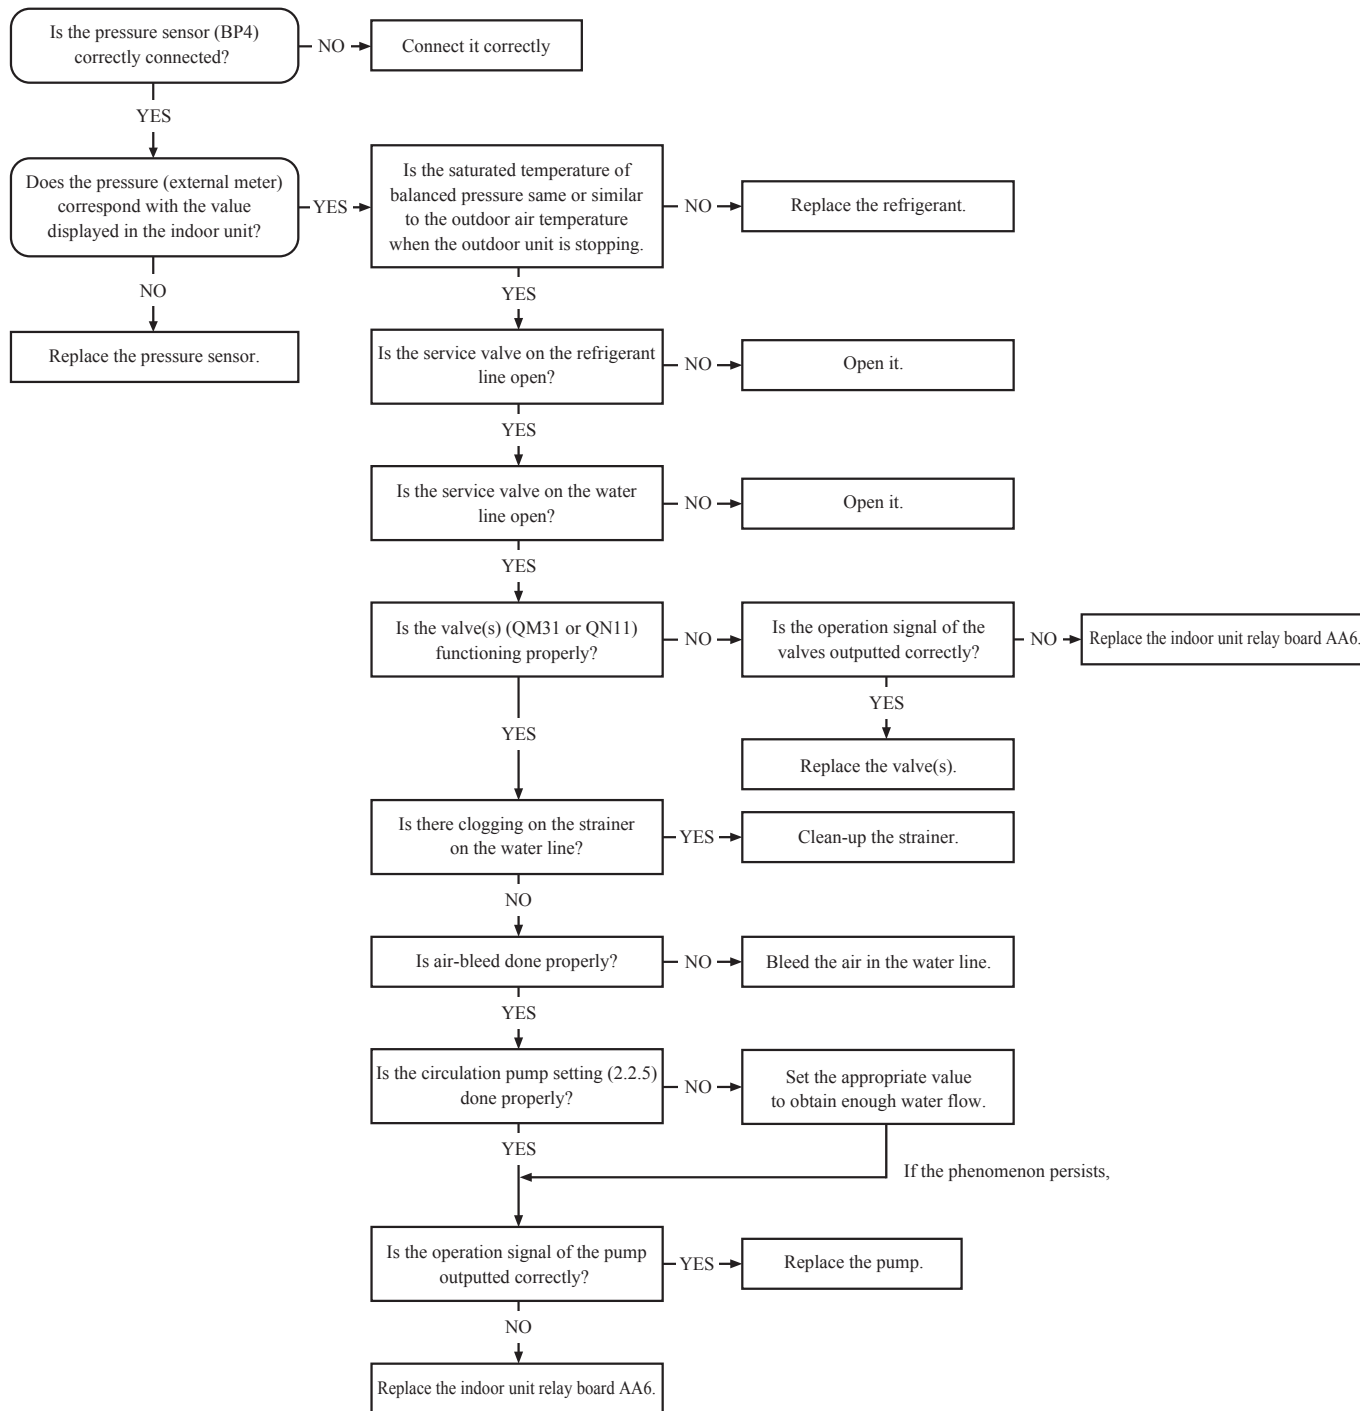 Is the pressure sensor (BP4)
correctly connected?
NO
Connect it correctly
YES
Does the pressure (external meter)
correspond with the value
displayed in the indoor unit?
YES
Is the saturated temperature of
balanced pressure same or similar
to the outdoor air temperature
when the outdoor unit is stopping.
NO
Replace the refrigerant.
NO
Replace the pressure sensor.
YES
Is the service valve on the refrigerant
line open?
NO
Open it.
YES
Is the service valve on the water
line open?
NO
Open it.
YES
Is the valve(s) (QM31 or QN11)
functioning properly?
NO
Is the operation signal of the
valves outputted correctly?
NO
Replace the indoor unit relay board AA6.
YES
Replace the valve(s).
YES
Is there clogging on the strainer
on the water line?
YES
Clean-up the strainer.
NO
Is air-bleed done properly?
NO
Bleed the air in the water line.
YES
Is the circulation pump setting (2.2.5)
done properly?
NO
Set the appropriate value
to obtain enough water flow.
YES
If the phenomenon persists,
Is the operation signal of the pump
outputted correctly?
YES
Replace the pump.
NO
Replace the indoor unit relay board AA6.